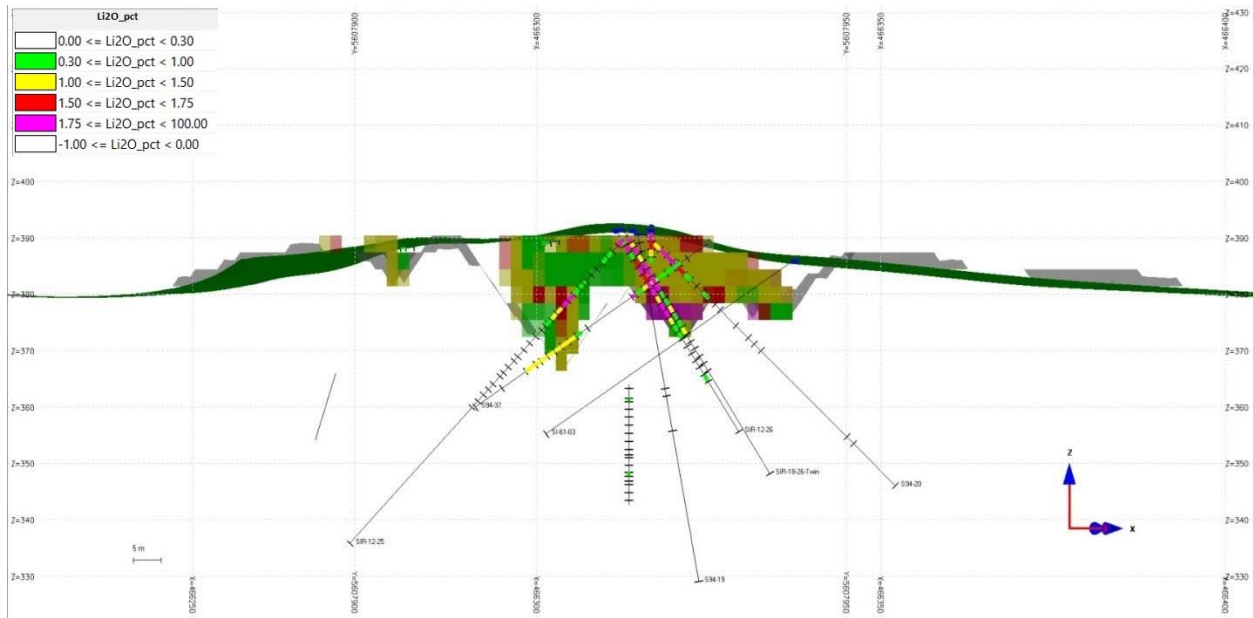 Li2O_pct
0.00 <= Li2O_pct < 0.30
0.30 <= Li2O_pct < 1.00
1.00 <= Li2O_pct < 1.50
1.50 <= Li2O_pct < 1.75
1.75 <= Li2O_pct < 100.00
-1.00 <= Li2O_pct < 0.00
Y=5607900
X=466300
Y=5607950
X=466350
X=466400
Z=430
Z=420
Z=420
Z=410
Z=410
Z=400
Z=400
Z=390
Z=390
Z=380
Z=380
Z=370
Z=370
Z=360
Z=360
S94-32
SI-61-03
SIR-12-26
Z=350
Z=350
SIR-18-26-Twin
S94-20
Z=340
Z=340
SIR-12-25
5 m
Z
X
Z=330
Z=330
S94-19
X=466250
Y=5607900
X=466300
Y=5607950
X=466350
X=466400